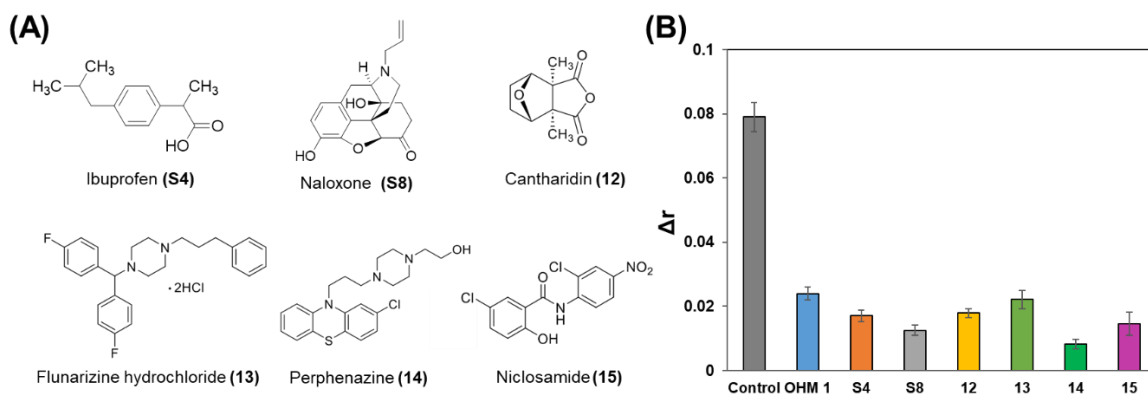 (A)
H₃C
CH₃
CH₃
O
HO
Ibuprofen (S4)
N
H
HO
HO
O
O
Naloxone (S8)
O
CH₃
CH₃
O
O
O
Cantharidin (12)
F
N
N
· 2HCl
F
Flunarizine hydrochloride (13)
OH
N
N
N
Cl
S
Perphenazine (14)
O
Cl
NO₂
Cl
N
H
OH
Niclosamide (15)
(B)
Δr
0.1
0.08
0.06
0.04
0.02
0
Control OHM 1 S4 S8 12 13 14 15